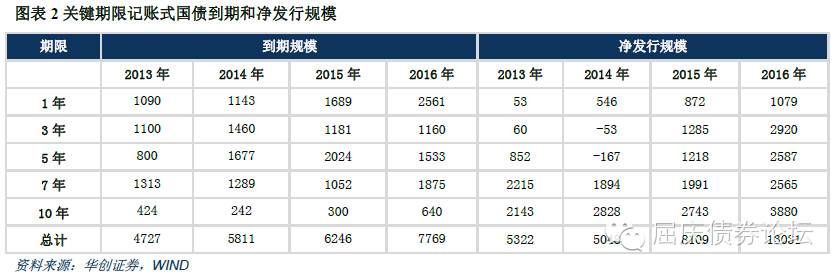 图表 2 关键期限记账式国债到期和净发行规模
期限 到期规模 净发行规模
2013 年 2014 年 2015 年 2016 年 2013 年 2014 年 2015 年 2016 年
1 年 1090 1143 1689 2561 53 546 872 1079
3 年 1100 1460 1181 1160 60 -53 1285 2920
5 年 800 1677 2024 1533 852 -167 1218 2587
7 年 1313 1289 1052 1875 2215 1894 1991 2565
10 年 424 242 300 640 2143 2828 2743 3880
总计 4727 5811 6246 7769 5322 8109
屈庆债券论坛
资料来源：华创证券，WIND